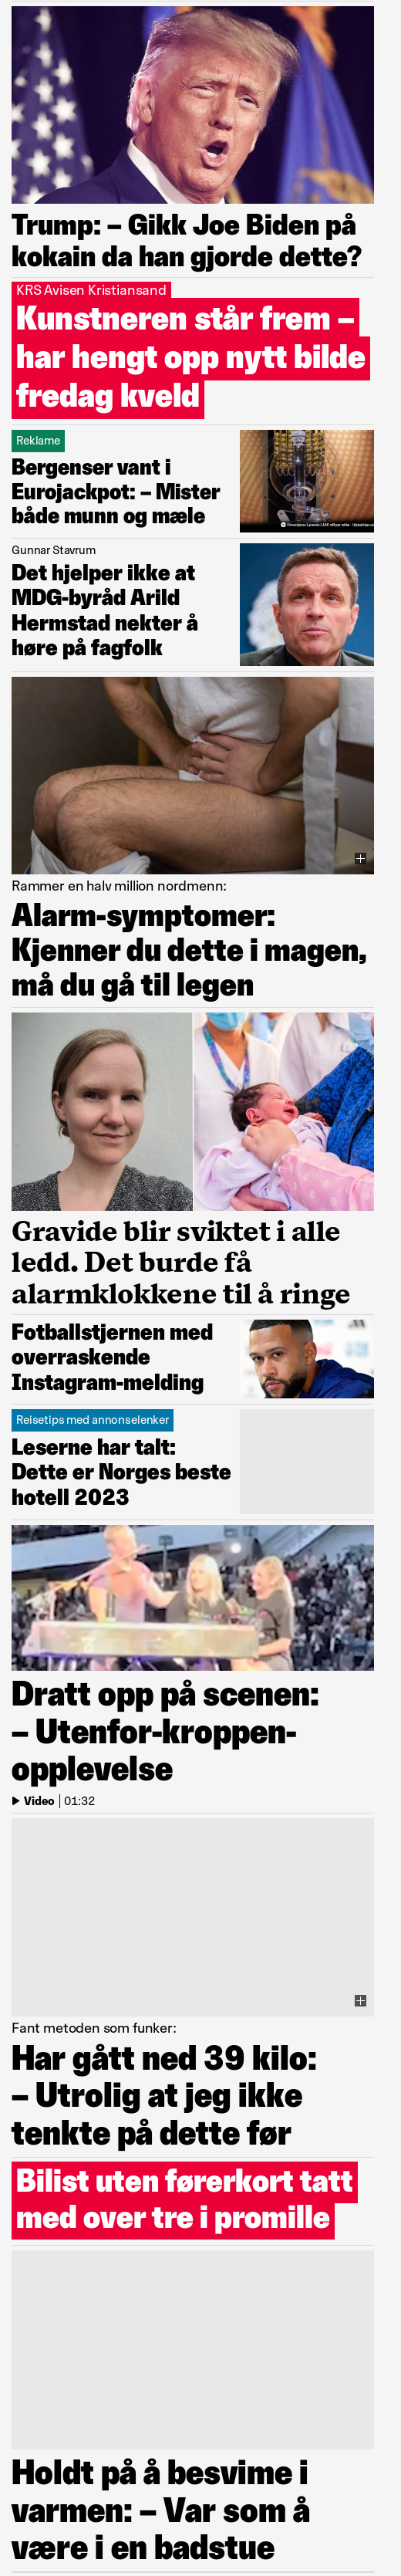 Trump: – Gikk Joe Biden på
kokain da han gjorde dette?
KRS Avisen Kristiansand
Kunstneren står frem –
har hengt opp nytt bilde
fredag kveld
Reklame
Bergenser vant i
Eurojackpot: – Mister
både munn og mæle
Gunnar Stavrum
Det hjelper ikke at
MDG-byråd Arild
Hermstad nekter å
høre på fagfolk
Rammer en halv million nordmenn:
Alarm-symptomer:
Kjenner du dette i magen,
må du gå til legen
Gravide blir sviktet i alle
ledd. Det burde få
alarmklokkene til å ringe
Fotballstjernen med
overraskende
Instagram-melding
Reisetips med annonselenker
Leserne har talt:
Dette er Norges beste
hotell 2023
Dratt opp på scenen:
– Utenfor-kroppen-
opplevelse
Video | 01:32
Fant metoden som funker:
Har gått ned 39 kilo:
– Utrolig at jeg ikke
tenkte på dette før
Bilist uten førerkort tatt
med over tre i promille
Holdt på å besvime i
varmen: – Var som å
være i en badstue